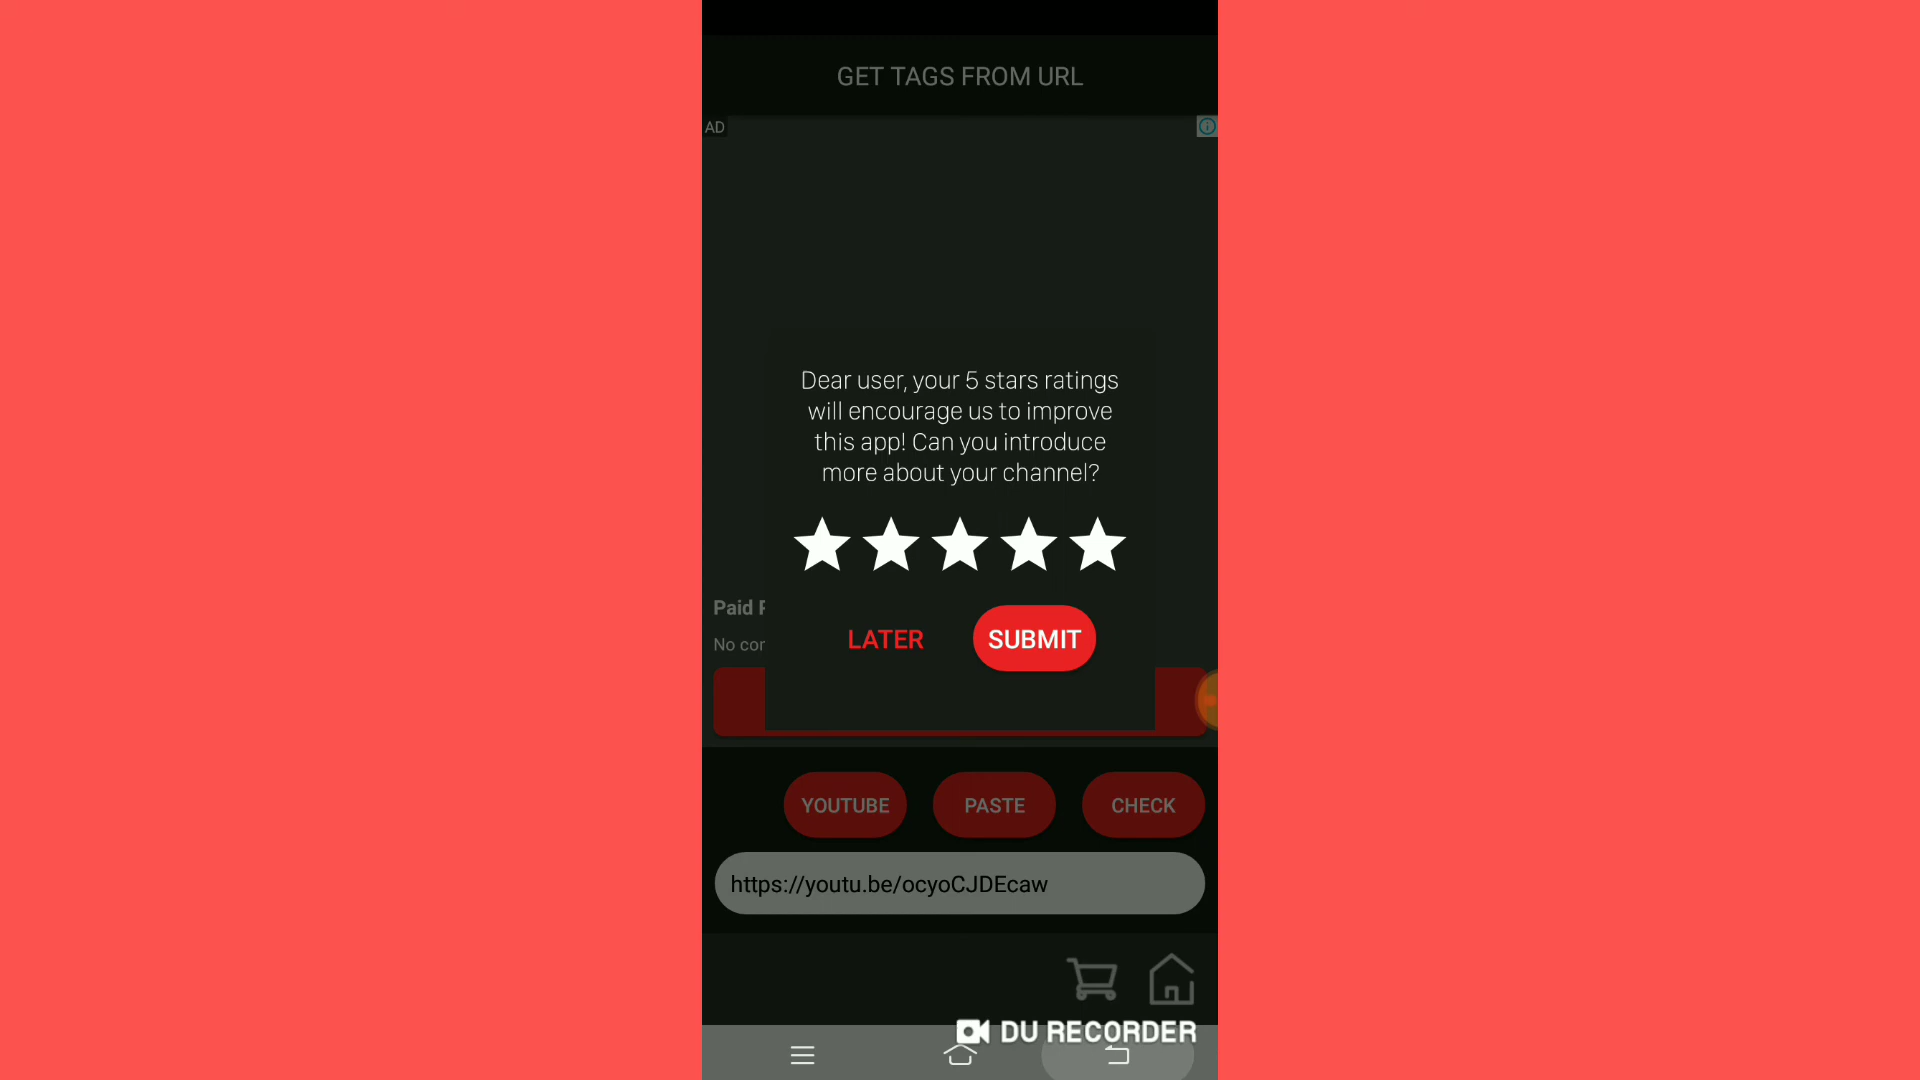 GET TAGS FROM URL
AD
Dear user, your 5 stars ratings
will encourage us to improve
this app! Can you introduce
more about your channel?
LATER
SUBMIT
Paid
No
YOUTUBE
PASTE
CHECK
https://youtu.be/ocyoCJDEcaw
DU RECORDER